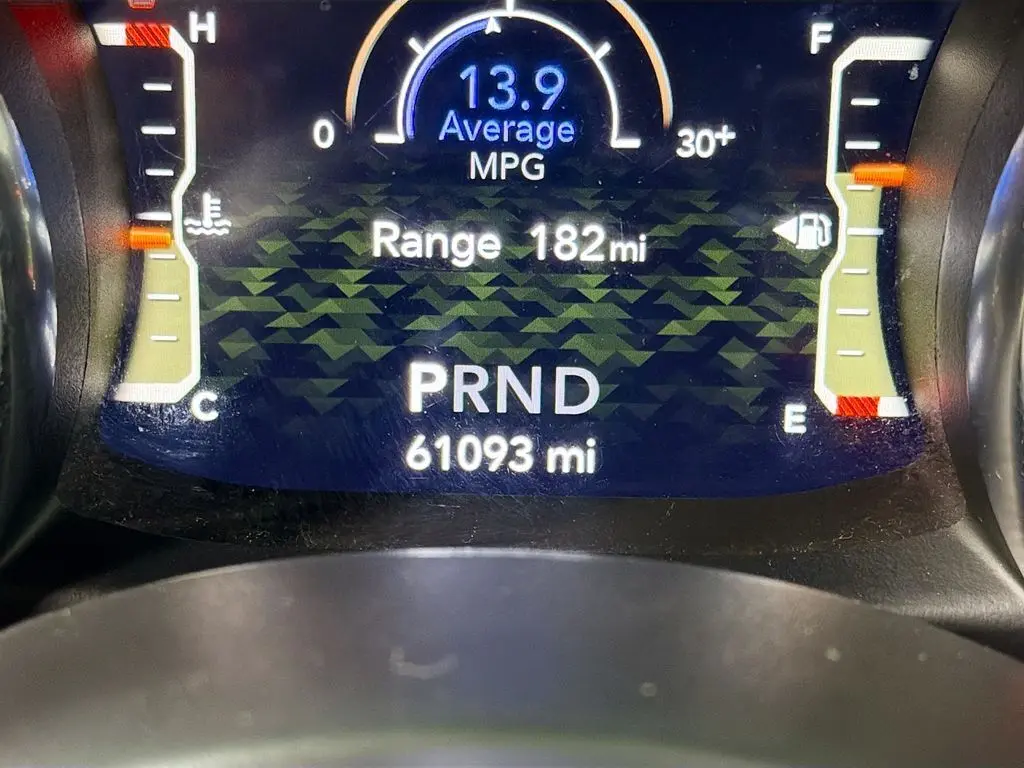 H
F
13.9
Average
0
30+
MPG
Range 182mi
PRND
C
E
61093 mi